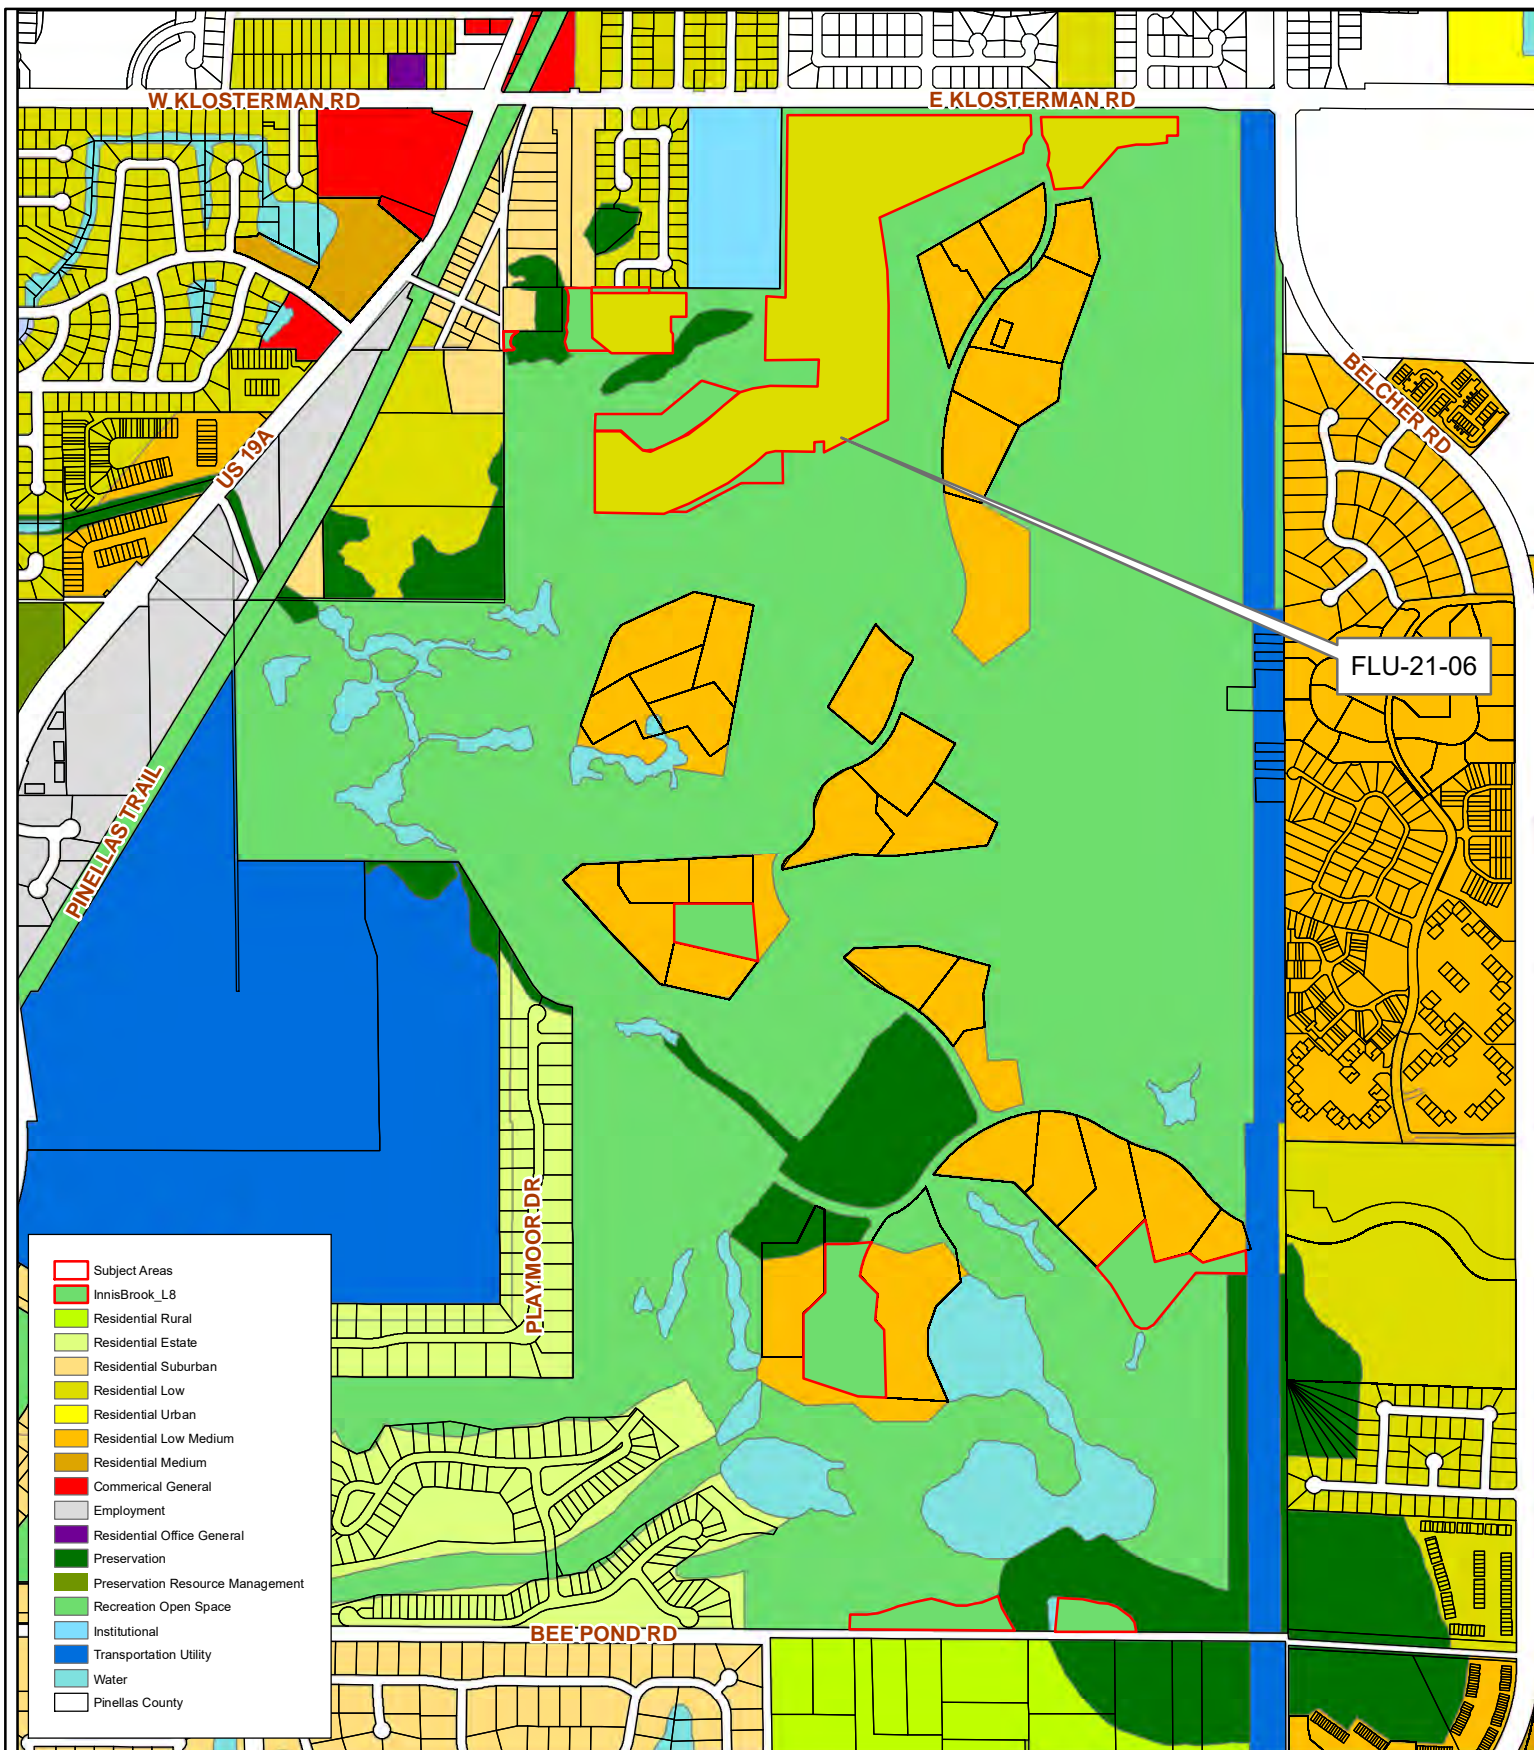 W KLOSTERMAN RD
E KLOSTERMAN RD
BELCHER RD
US 19A
FLU-21-06
PINELLAS TRAIL
PLAYMOOR DR
Subject Areas
InnisBrook_L8
Residential Rural
Residential Estate
Residential Suburban
Residential Low
Residential Urban
Residential Low Medium
Residential Medium
Commerical General
Employment
Residential Office General
Preservation
Preservation Resource Management
Recreation Open Space
Institutional
Transportation Utility
Water
Pinellas County
BEE POND RD